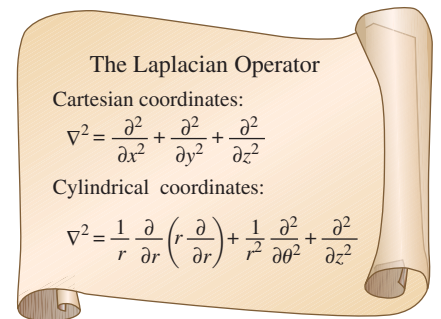 The Laplacian Operator
Cartesian coordinates:
∇² = ∂²/∂x² + ∂²/∂y² + ∂²/∂z²
Cylindrical coordinates:
∇² = 1/r ∂/∂r (r ∂/∂r) + 1/r² ∂²/∂θ² + ∂²/∂z²